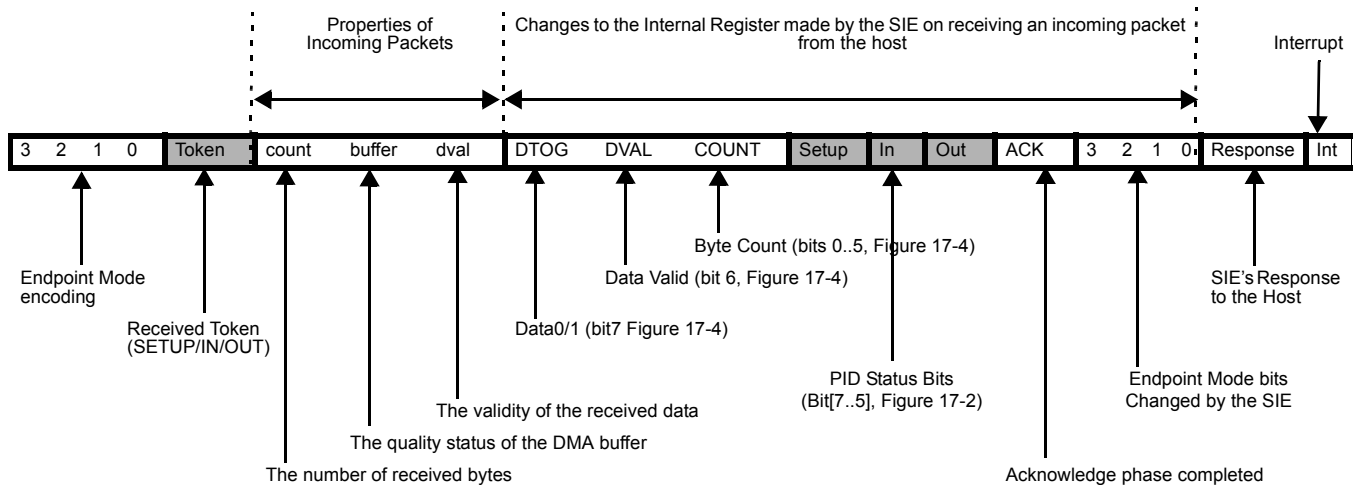 Properties of
Incoming Packets
Changes to the Internal Register made by the SIE on receiving an incoming packet
from the host
Interrupt
3 2 1 0 Token count buffer dval DTOG DVAL COUNT Setup In Out ACK 3 2 1 0 Response Int
Byte Count (bits 0..5, Figure 17-4)
Endpoint Mode
encoding
Data Valid (bit 6, Figure 17-4)
SIE's Response
to the Host
Received Token
(SETUP/IN/OUT)
Data0/1 (bit7 Figure 17-4)
PID Status Bits
(Bit[7..5], Figure 17-2)
Endpoint Mode bits
Changed by the SIE
The validity of the received data
The quality status of the DMA buffer
The number of received bytes
Acknowledge phase completed